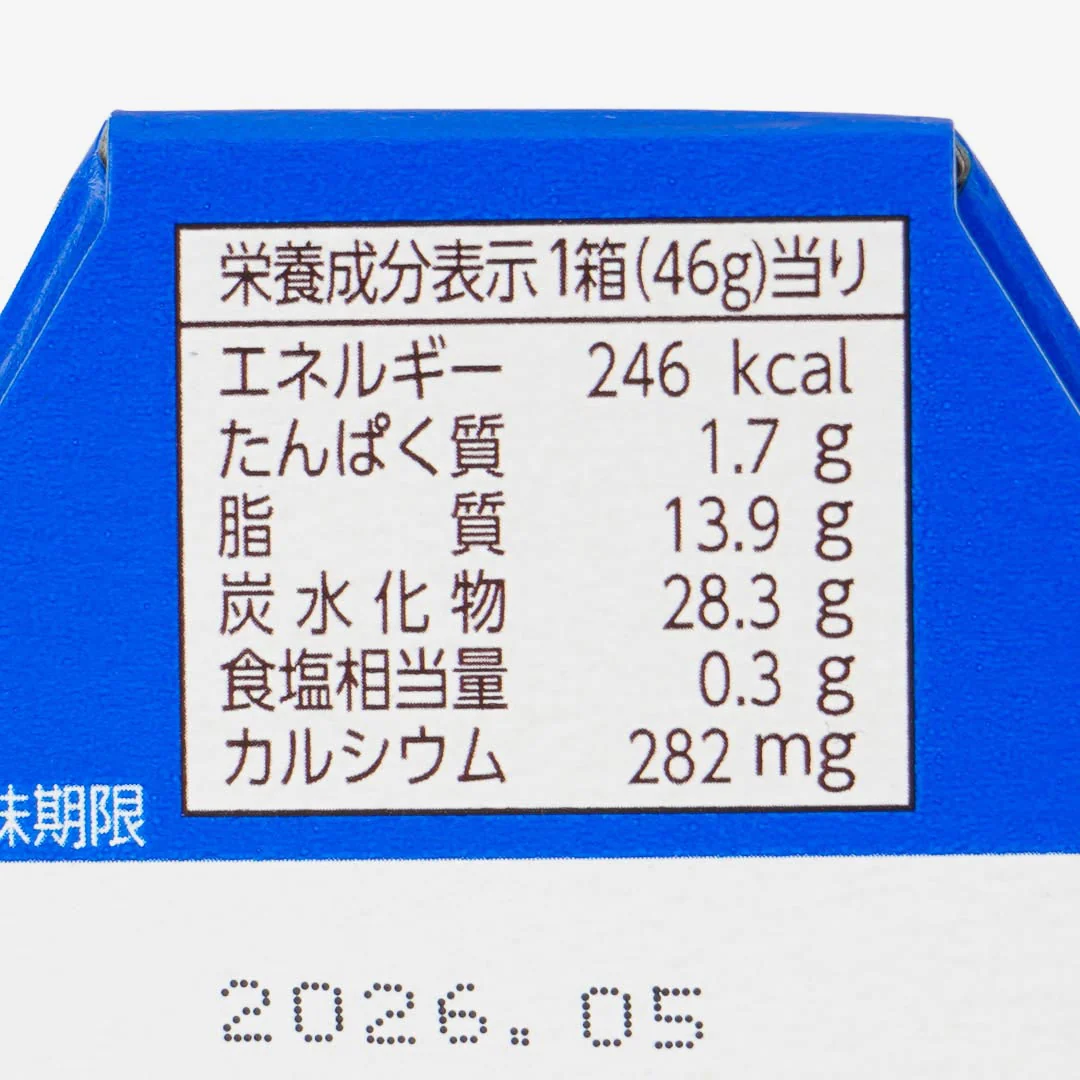 栄養成分表示 1箱(46g)当り
エネルギー 246 kcal
たんぱく質 1.7 g
脂質 13.9 g
炭水化物 28.3 g
食塩相当量 0.3 g
カルシウム 282 mg
味期限
2026.05